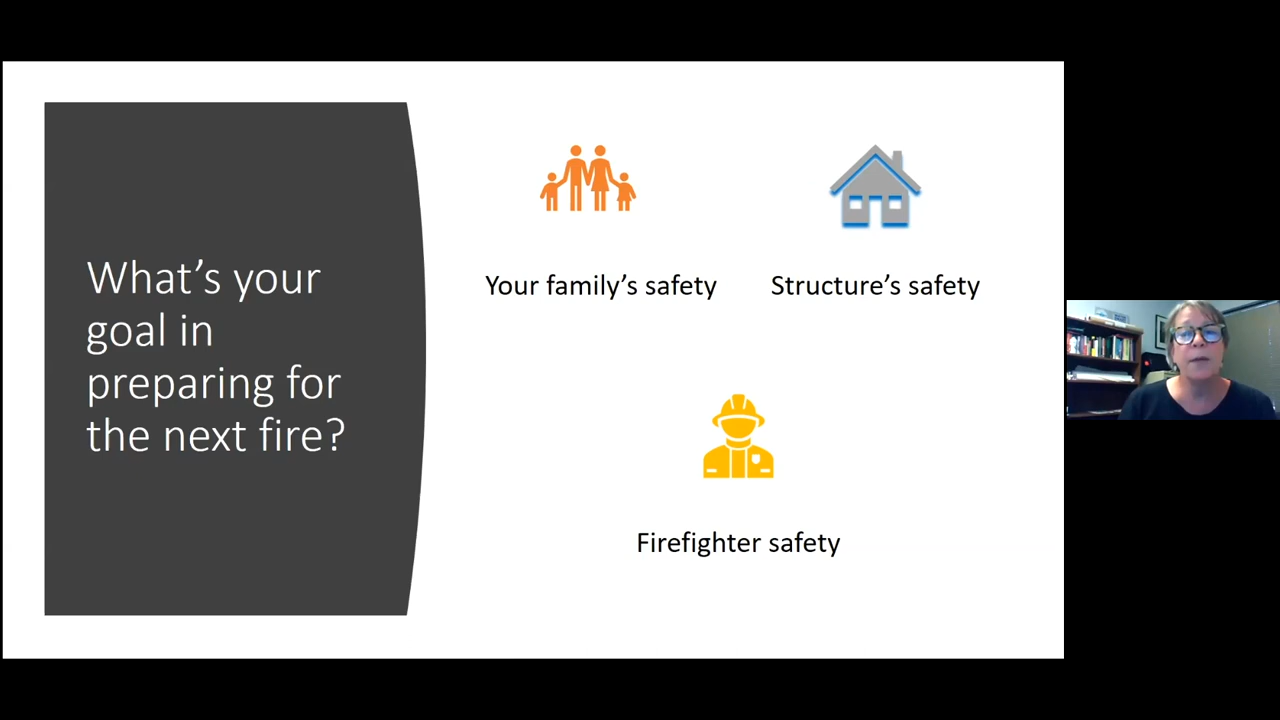 What’s your
goal in
preparing for
the next fire?
Your family’s safety
Structure’s safety
Firefighter safety